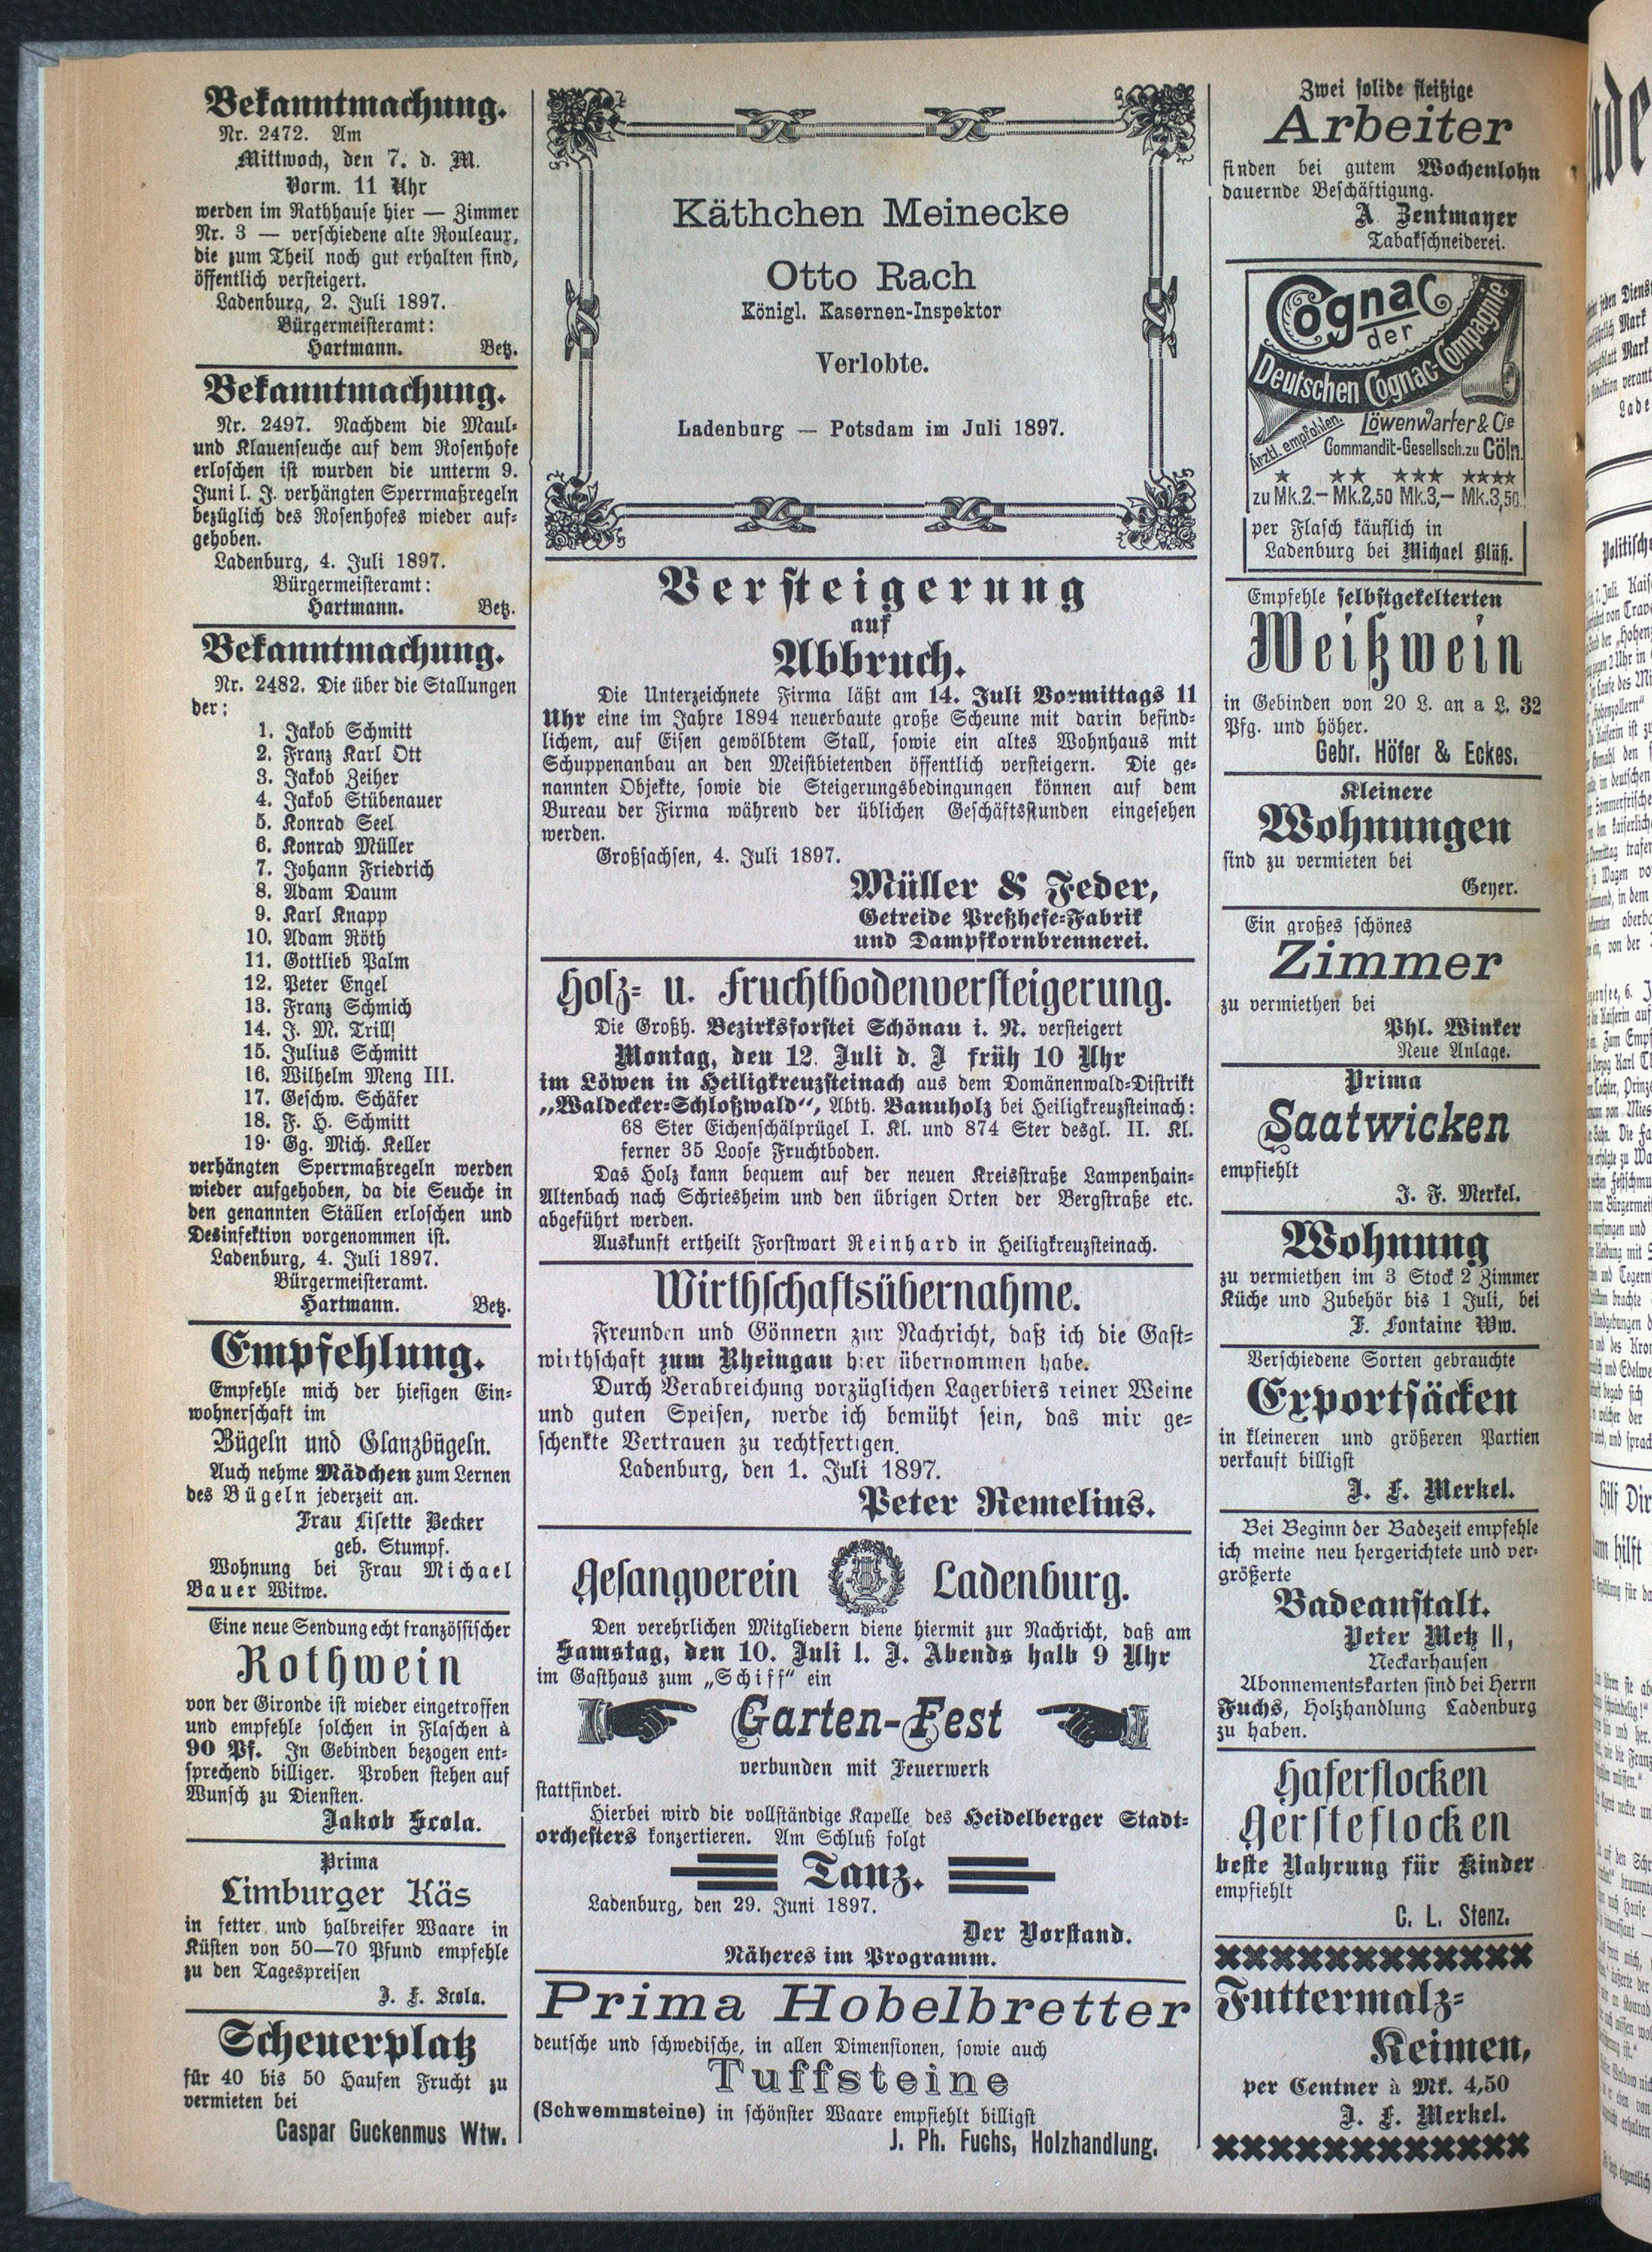 Bekanntmachung.
Nr. 2472. Am
Mittwoch, den 7. d. M.
Vorm. 11 Uhr
werden im Rathhause hier — Zimmer
Nr. 3 — verschiedene alte Rouleaux,
die zum Theil noch gut erhalten sind,
öffentlich versteigert.
Ladenburg, 2. Juli 1897.
Bürgermeisteramt:
Hartmann. Betz.
Bekanntmachung.
Nr. 2497. Nachdem die Maul-
und Klauenseuche auf dem Rosenhofe
erloschen ist wurden die unterm 9.
Juni l. J. verhängten Sperrmaßregeln
bezüglich des Rosenhofes wieder auf-
gehoben.
Ladenburg, 4. Juli 1897.
Bürgermeisteramt:
Hartmann. Betz.
Bekanntmachung.
Nr. 2482. Die über die Stallungen
der:
1. Jakob Schmitt
2. Franz Karl Ott
3. Jakob Zeiher
4. Jakob Stübenauer
5. Konrad Seel
6. Konrad Müller
7. Johann Friedrich
8. Adam Daum
9. Karl Knapp
10. Adam Röth
11. Gottlieb Palm
12. Peter Engel
13. Franz Schmich
14. J. M. Trill
15. Julius Schmitt
16. Wilhelm Meng III.
17. Geschw. Schäfer
18. F. H. Schmitt
19. Gg. Mich. Keller
verhängten Sperrmaßregeln werden
wieder aufgehoben, da die Seuche in
den genannten Ställen erloschen und
Desinfektion vorgenommen ist.
Ladenburg, 4. Juli 1897.
Bürgermeisteramt.
Hartmann. Betz.
Empfehlung.
Empfehle mich der hiesigen Ein-
wohnerschaft im
Bügeln und Glanzbügeln.
Auch nehme Mädchen zum Lernen
des Bügeln jederzeit an.
Frau Lisette Becker
geb. Stumpf.
Wohnung bei Frau Michael
Bauer Witwe.
Eine neue Sendung echt französsischer
Rothwein
von der Gironde ist wieder eingetroffen
und empfehle solchen in Flaschen à
90 Pf. In Gebinden bezogen ent-
sprechend billiger. Proben stehen auf
Wunsch zu Diensten.
Jakob Scola.
Prima
Limburger Käs
in fetter und halbreifer Waare in
Küsten von 50—70 Pfund empfehle
zu den Tagespreisen
J. F. Scola.
Scheuerplatz
für 40 bis 50 Haufen Frucht zu
vermieten bei
Caspar Guckenmus Wtw.
Käthchen Meinecke
Otto Rach
Königl. Kasernen-Inspektor
Verlobte.
Ladenburg — Potsdam im Juli 1897.
Versteigerung
auf
Abbruch.
Die Unterzeichnete Firma läßt am 14. Juli Vormittags 11
Uhr eine im Jahre 1894 neuerbaute große Scheune mit darin befind-
lichem, auf Eisen gewölbtem Stall, sowie ein altes Wohnhaus mit
Schuppenanbau an den Meistbietenden öffentlich versteigern. Die ge-
nannten Objekte, sowie die Steigerungsbedingungen können auf dem
Bureau der Firma während der üblichen Geschäftsstunden eingesehen
werden.
Großsachsen, 4. Juli 1897.
Müller & Feder,
Getreide Preßhefe-Fabrik
und Dampfkornbrennerei.
Holz- u. Fruchtbodenversteigerung.
Die Großh. Bezirksforstei Schönau i. N. versteigert
Montag, den 12. Juli d. J früh 10 Uhr
im Löwen in Heiligkreuzsteinach aus dem Domänenwald-Distrikt
„Waldecker-Schloßwald“, Abth. Bannholz bei Heiligkreuzsteinach:
68 Ster Eichenschälprügel I. Kl. und 874 Ster desgl. II. Kl.
ferner 35 Loose Fruchtboden.
Das Holz kann bequem auf der neuen Kreisstraße Lampenhain-
Altenbach nach Schriesheim und den übrigen Orten der Bergstraße etc.
abgeführt werden.
Auskunft ertheilt Forstwart Reinhard in Heiligkreuzsteinach.
Wirthschaftsübernahme.
Freunden und Gönnern zur Nachricht, daß ich die Gast-
wirthschaft zum Rheingau hier übernommen habe.
Durch Verabreichung vorzüglichen Lagerbiers reiner Weine
und guten Speisen, werde ich bemüht sein, das mir ge-
schenkte Vertrauen zu rechtfertigen.
Ladenburg, den 1. Juli 1897.
Peter Remelius.
Gesangverein Ladenburg.
Den verehrlichen Mitgliedern diene hiermit zur Nachricht, daß am
Samstag, den 10. Juli l. J. Abends halb 9 Uhr
im Gasthaus zum „Schiff“ ein
Garten-Fest
verbunden mit Feuerwerk
stattfindet.
Hierbei wird die vollständige Kapelle des Heidelberger Stadt-
orchesters konzertieren. Am Schluß folgt
Tanz.
Ladenburg, den 29. Juni 1897.
Der Vorstand.
Näheres im Programm.
Prima Hobelbretter
deutsche und schwedische, in allen Dimensionen, sowie auch
Tuffsteine
(Schwemmsteine) in schönster Waare empfiehlt billigst
J. Ph. Fuchs, Holzhandlung.
Zwei solide fleißige
Arbeiter
finden bei gutem Wochenlohn
dauernde Beschäftigung.
A. Zentmayer
Tabakschneiderei.
Cognac
der
Deutschen Cognac-Compagnie
Löwenwarter & Cie
Ärztl. empfohlen.
Commandit-Gesellsch. zu Cöln.
★ ★★ ★★★ ★★★★
zu Mk. 2.— Mk. 2,50 Mk. 3,— Mk. 3,50
per Flasch käuflich in
Ladenburg bei Michael Bläß.
Empfehle selbstgekelterten
Weißwein
in Gebinden von 20 L. an a L. 32
Pfg. und höher.
Gebr. Höfer & Eckes.
Kleinere
Wohnungen
sind zu vermieten bei
Geyer.
Ein großes schönes
Zimmer
zu vermiethen bei
Phl. Winker
Neue Anlage.
Prima
Saatwicken
empfiehlt
J. F. Merkel.
Wohnung
zu vermiethen im 3 Stock 2 Zimmer
Küche und Zubehör bis 1 Juli, bei
F. Fontaine Ww.
Verschiedene Sorten gebrauchte
Exportsäcken
in kleineren und größeren Partien
verkauft billigst
J. F. Merkel.
Bei Beginn der Badezeit empfehle
ich meine neu hergerichtete und ver-
größerte
Badeanstalt.
Peter Metz II,
Neckarhausen
Abonnementskarten sind bei Herrn
Fuchs, Holzhandlung Ladenburg
zu haben.
Haferflocken
Gersteflocken
beste Nahrung für Kinder
empfiehlt
C. L. Stenz.
Futtermalz-
Keimen,
per Centner à Mk. 4,50
J. F. Merkel.